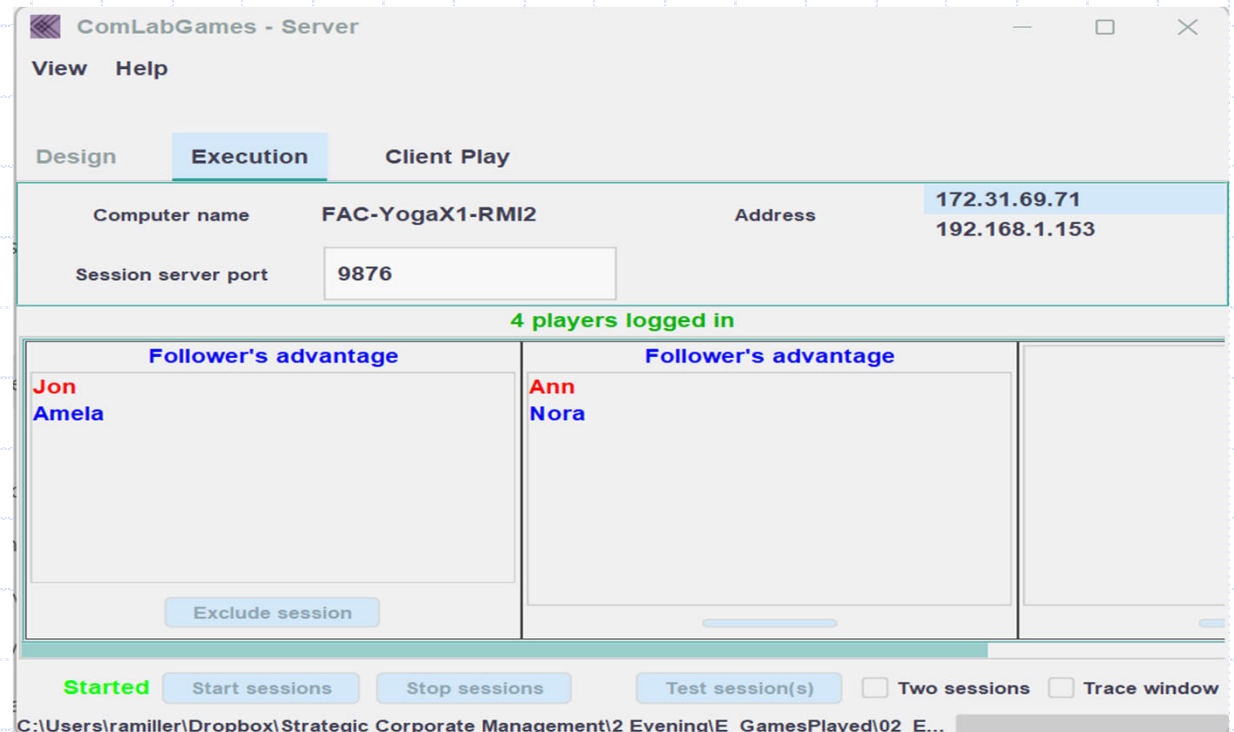 ComLabGames - Server
View Help
Design Execution Client Play
Computer name FAC-YogaX1-RMI2 Address 172.31.69.71
192.168.1.153
Session server port 9876
4 players logged in
Follower's advantage
Jon
Amela
Exclude session
Follower's advantage
Ann
Nora
Started Start sessions Stop sessions Test session(s) Two sessions Trace window
C:\Users\ramiller\Dropbox\Strategic Corporate Management\2 Evening\E_GamesPlayed\02_E...